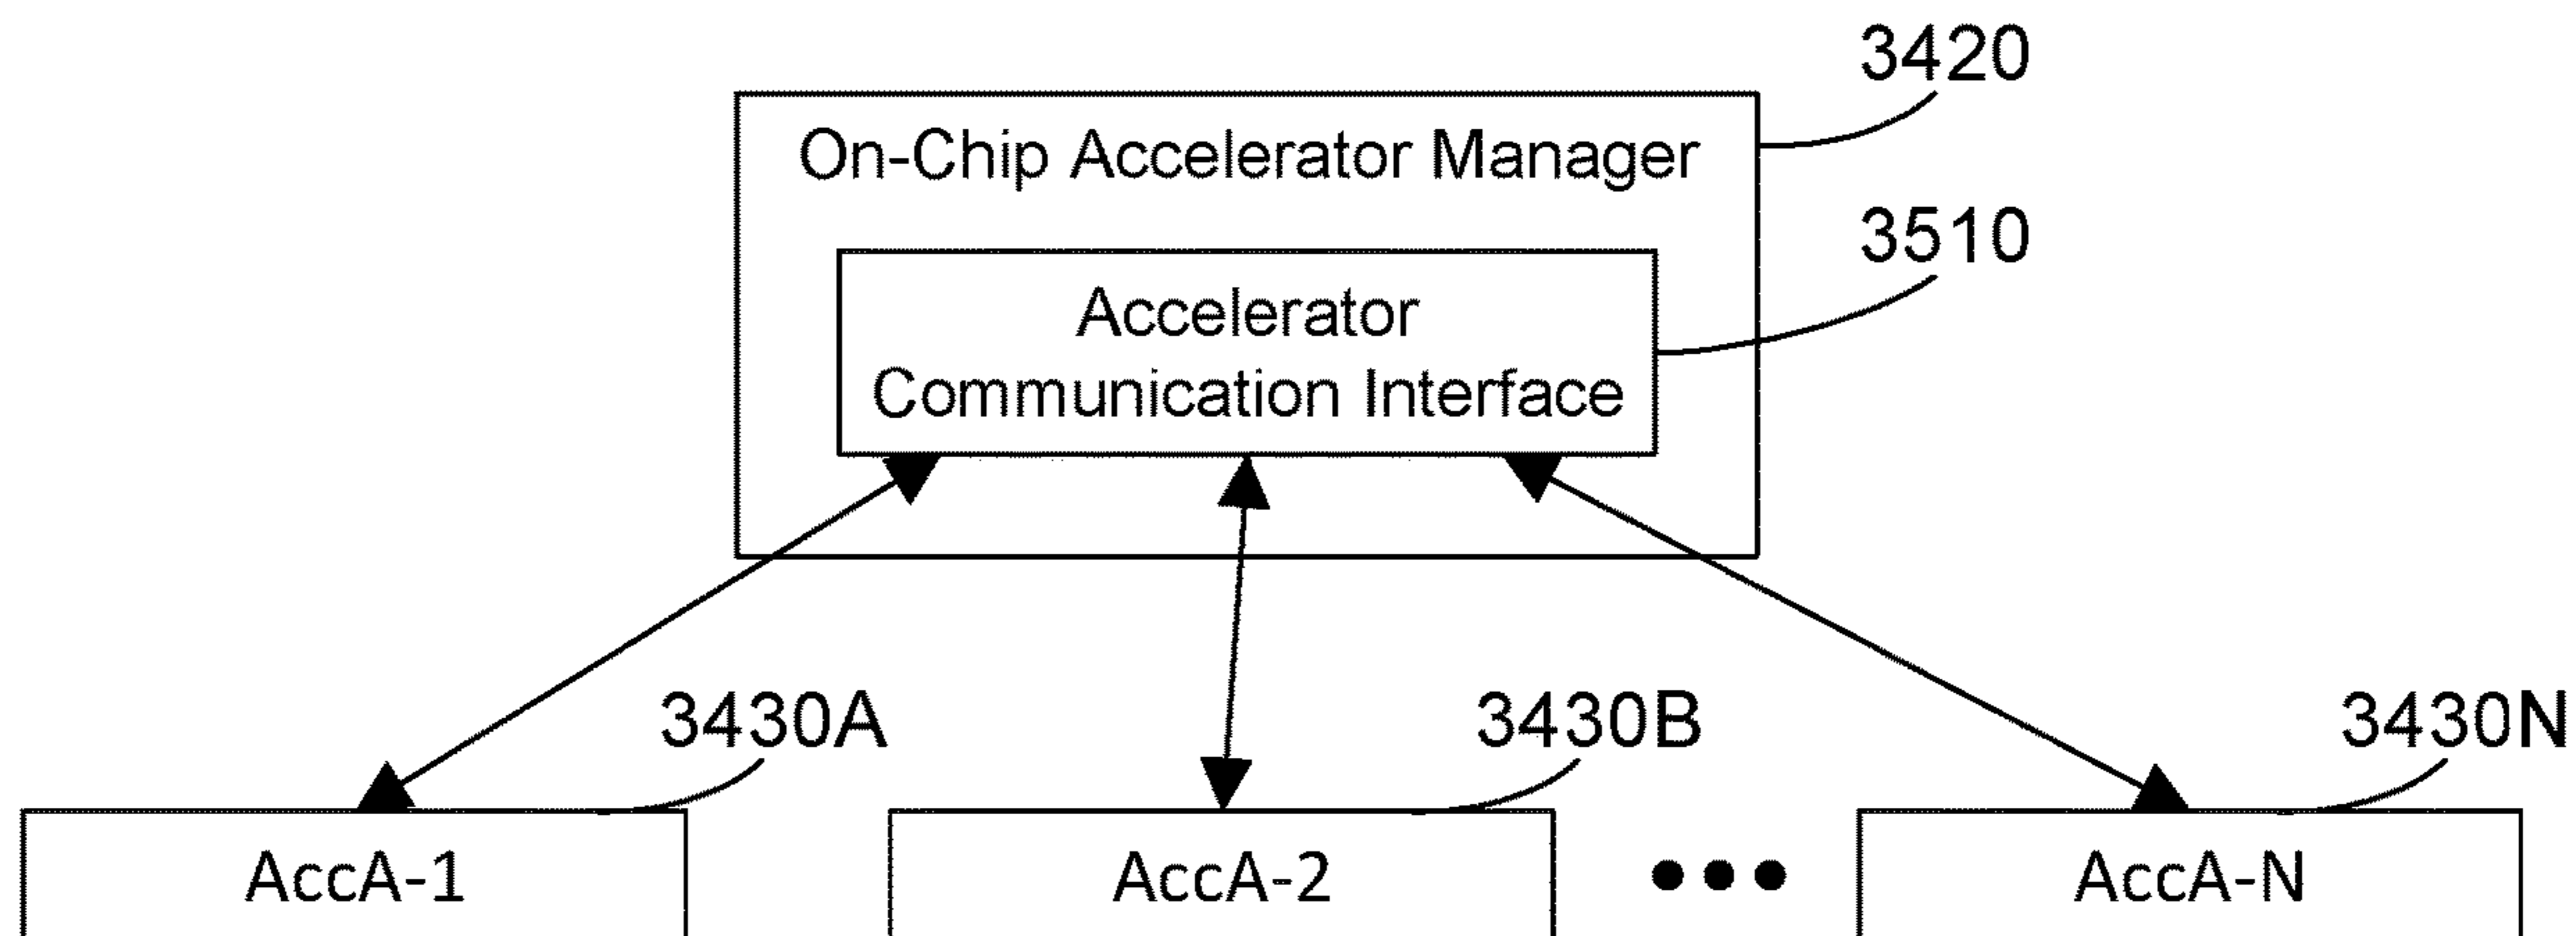 3420
On-Chip Accelerator Manager
3510
Accelerator
Communication Interface
3430A
3430B
3430N
AccA-1
AccA-2
AccA-N